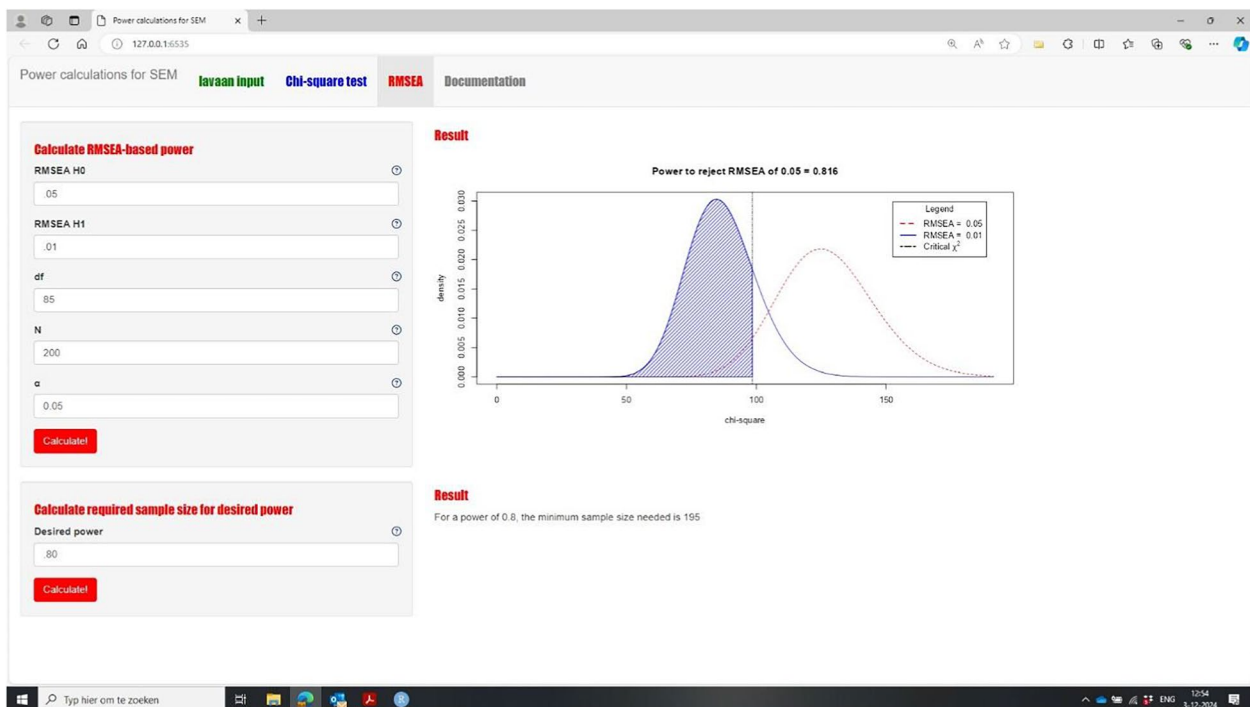 Power calculations for SEM
127.0.0.1:6535
Power calculations for SEM lavaan input Chi-square test RMSEA Documentation
Calculate RMSEA-based power
RMSEA H0
.05
RMSEA H1
.01
df
85
N
200
α
0.05
Calculate!
Result
Power to reject RMSEA of 0.05 = 0.816
density
0.000 0.005 0.010 0.015 0.020 0.025 0.030
Legend
RMSEA = 0.05
RMSEA = 0.01
Critical χ²
0 50 100 150
chi-square
Calculate required sample size for desired power
Desired power
.80
Calculate!
Result
For a power of 0.8, the minimum sample size needed is 195
Typ hier om te zoeken
ENG
12:54
3-12-2024